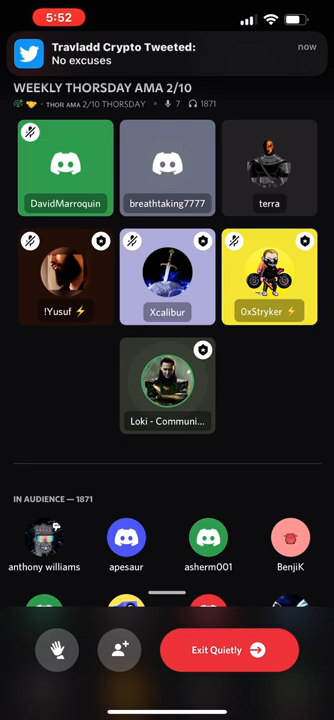 5:52
Travladd Crypto Tweeted:
now
No excuses
WEEKLY THORSDAY AMA 2/10
THOR AMA 2/10 THORSDAY • 7 1871
DavidMarroquin
breathtaking7777
terra
!Yusuf ⚡
Xcalibur
0xStryker ⚡
Loki - Communi...
IN AUDIENCE — 1871
anthony williams
apesaur
asherm001
BenjiK
Exit Quietly